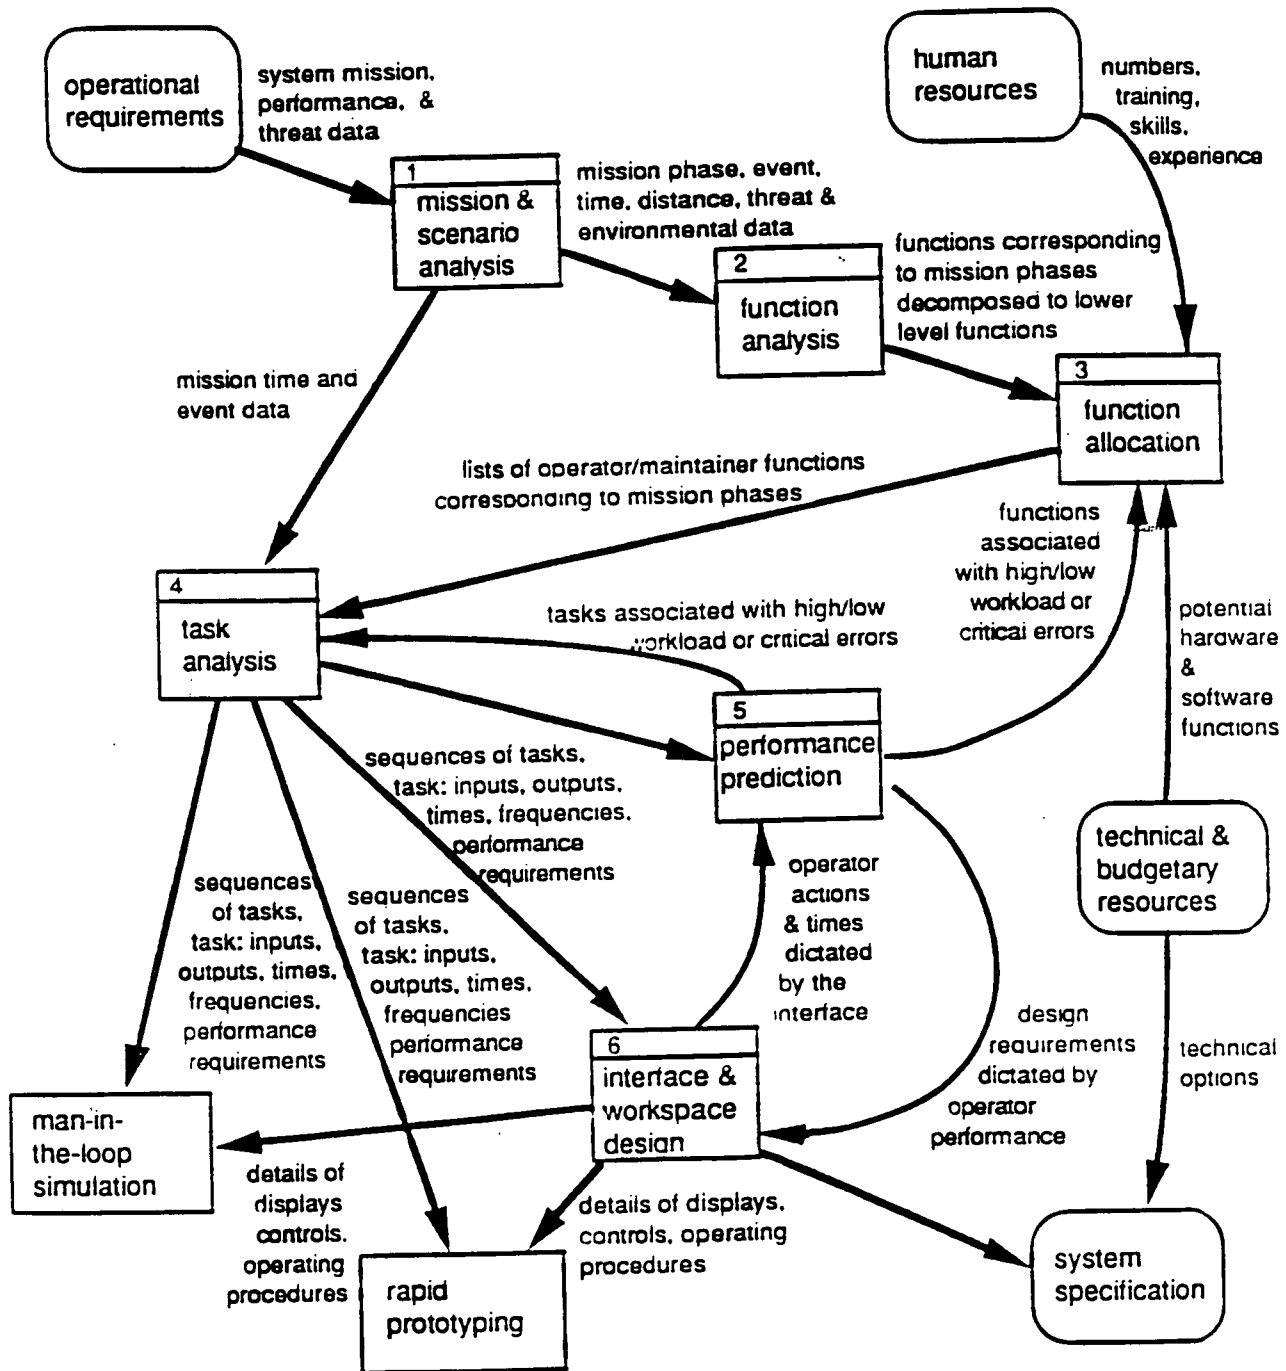 operational
requirements
system mission,
performance, &
threat data
human
resources
numbers,
training,
skills,
experience
1
mission &
scenario
analysis
mission phase, event,
time, distance, threat &
environmental data
2
function
analysis
functions corresponding
to mission phases
decomposed to lower
level functions
3
function
allocation
mission time and
event data
lists of operator/maintainer functions
corresponding to mission phases
functions
associated
with high/low
workload or
critical errors
4
task
analysis
tasks associated with high/low
workload or critical errors
potential
hardware
&
software
functions
5
performance
prediction
sequences of tasks,
task: inputs, outputs,
times, frequencies,
performance
requirements
technical &
budgetary
resources
sequences
of tasks,
task: inputs,
outputs, times,
frequencies,
performance
requirements
sequences
of tasks,
task: inputs,
outputs, times,
frequencies
performance
requirements
operator
actions
& times
dictated
by the
interface
6
interface &
workspace
design
design
requirements
dictated by
operator
performance
technical
options
man-in-
the-loop
simulation
details of
displays
controls.
operating
procedures
details of displays,
controls, operating
procedures
rapid
prototyping
system
specification